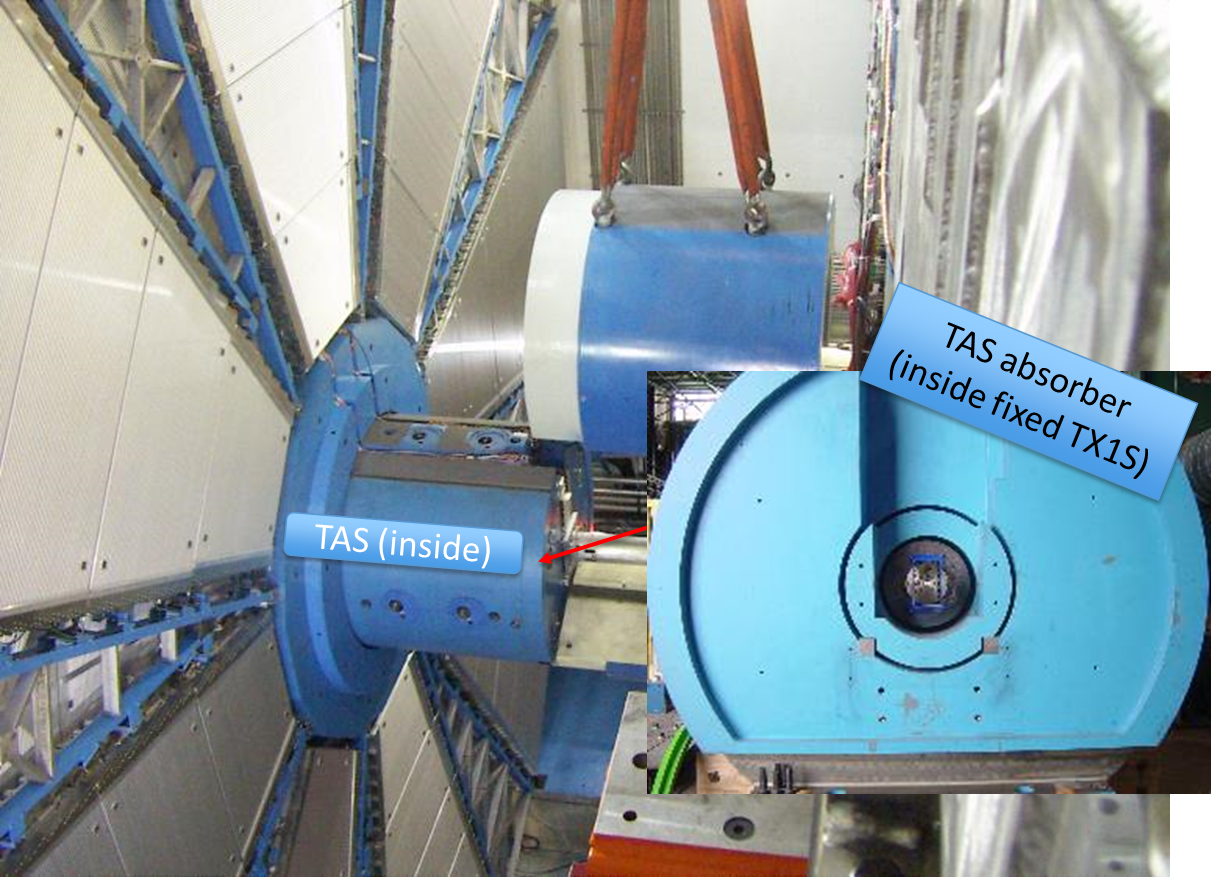 TAS absorber
(inside fixed TX1S)
TAS (inside)